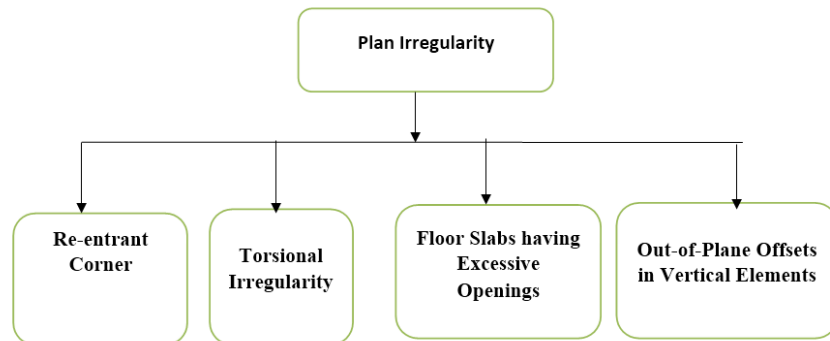 Plan Irregularity
Re-entrant
Corner
Torsional
Irregularity
Floor Slabs having
Excessive
Openings
Out-of-Plane Offsets
in Vertical Elements